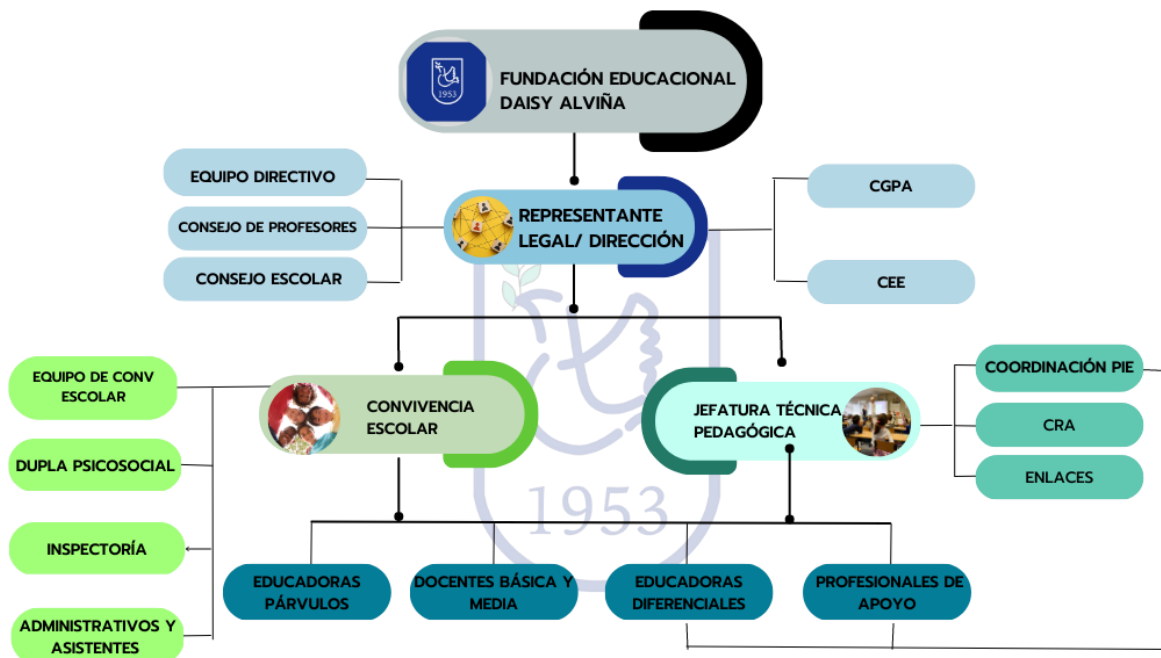 1953
FUNDACIÓN EDUCACIONAL
DAISY ALVIÑA
EQUIPO DIRECTIVO
CONSEJO DE PROFESORES
CONSEJO ESCOLAR
REPRESENTANTE
LEGAL/ DIRECCIÓN
CGPA
CEE
EQUIPO DE CONV
ESCOLAR
DUPLA PSICOSOCIAL
INSPECTORÍA
ADMINISTRATIVOS Y
ASISTENTES
CONVIVENCIA
ESCOLAR
JEFATURA TÉCNICA
PEDAGÓGICA
COORDINACIÓN PIE
CRA
ENLACES
1953
EDUCADORAS
PÁRVULOS
DOCENTES BÁSICA Y
MEDIA
EDUCADORAS
DIFERENCIALES
PROFESIONALES DE
APOYO